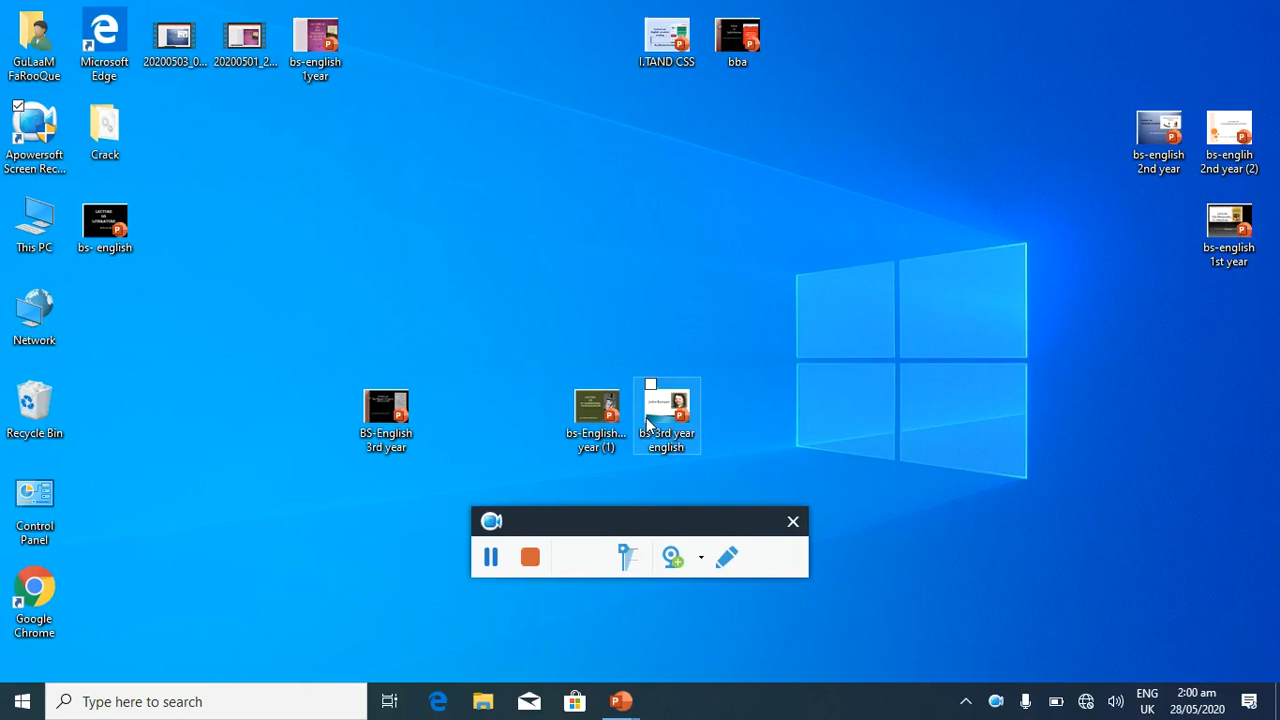 GuLaaM
FaRooQue
Microsoft
Edge
20200503_0...
20200501_2...
bs-english
1year
I.TAND CSS
bba
Apowersoft
Screen Rec...
Crack
bs-english
2nd year
bs-englih
2nd year (2)
This PC
LECTURE
bs- english
bs-english
1st year
Network
Recycle Bin
BS-English
3rd year
bs-English...
year (1)
bs-3rd year
english
Control
Panel
Google
Chrome
Type here to search
ENG
UK
2:00 am
28/05/2020